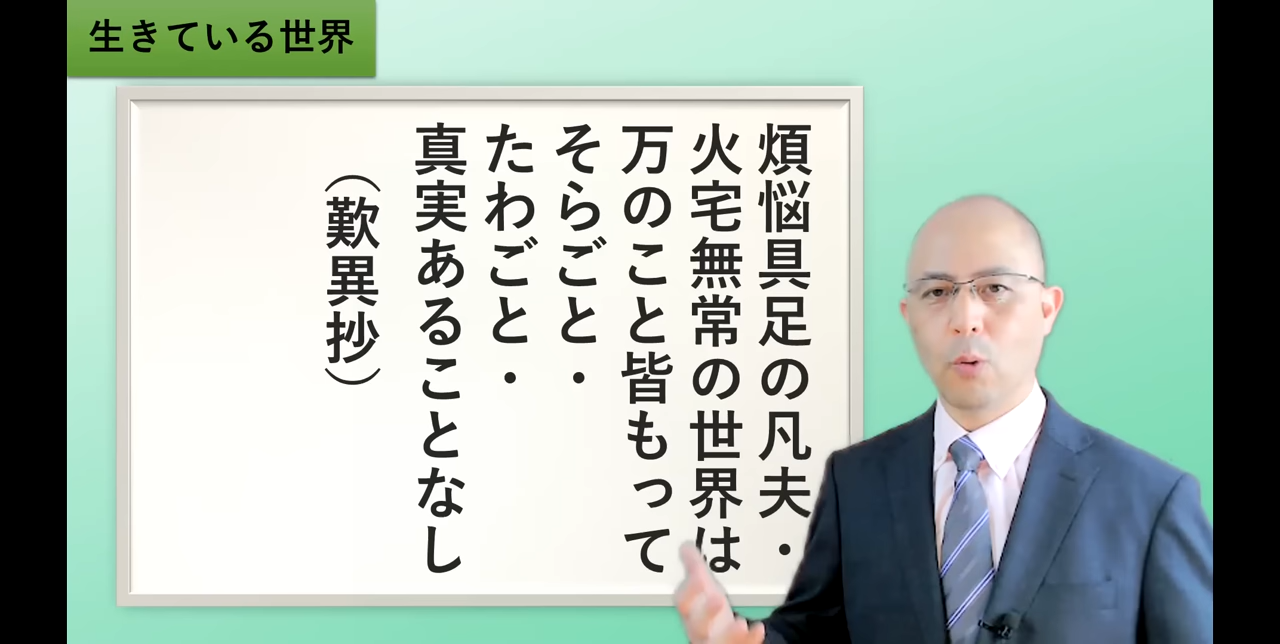 生きている世界
煩悩具足の凡夫・
火宅無常の世界は
万のこと皆もって
そらごと・
たわごと・
真実あることなし
（歎異抄）